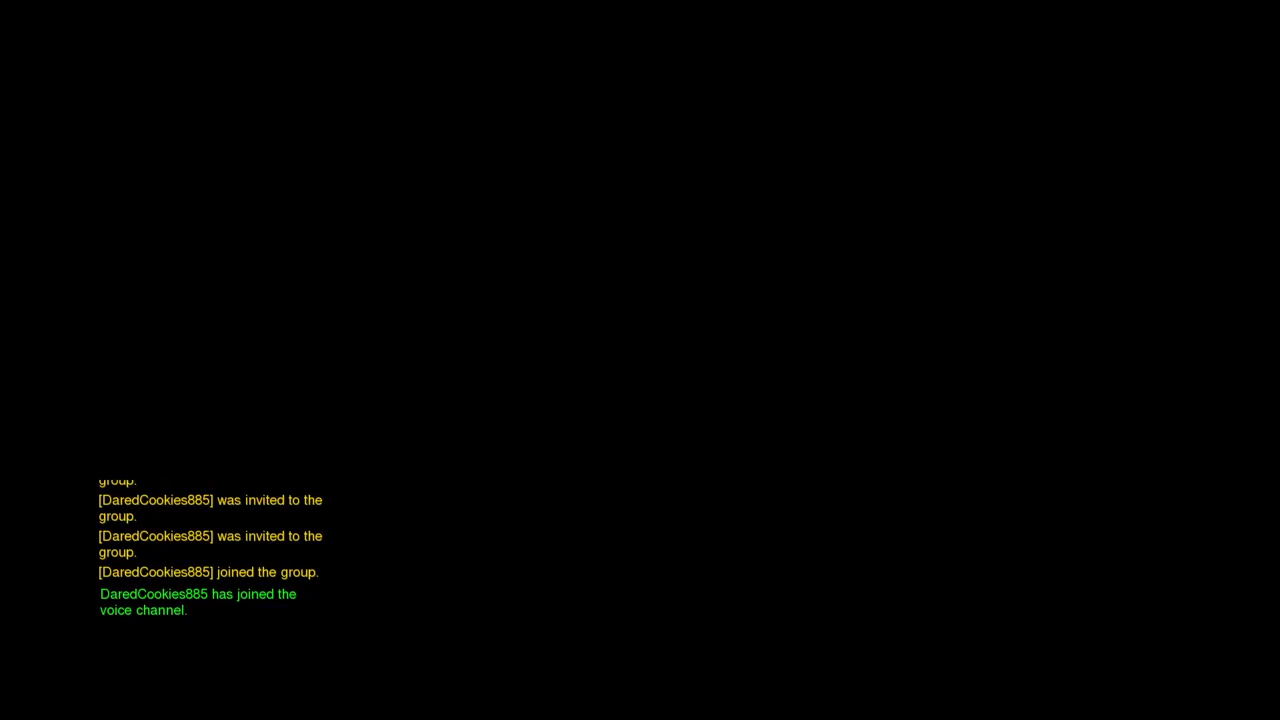 group.
[DaredCookies885] was invited to the
group.
[DaredCookies885] was invited to the
group.
[DaredCookies885] joined the group.
DaredCookies885 has joined the
voice channel.